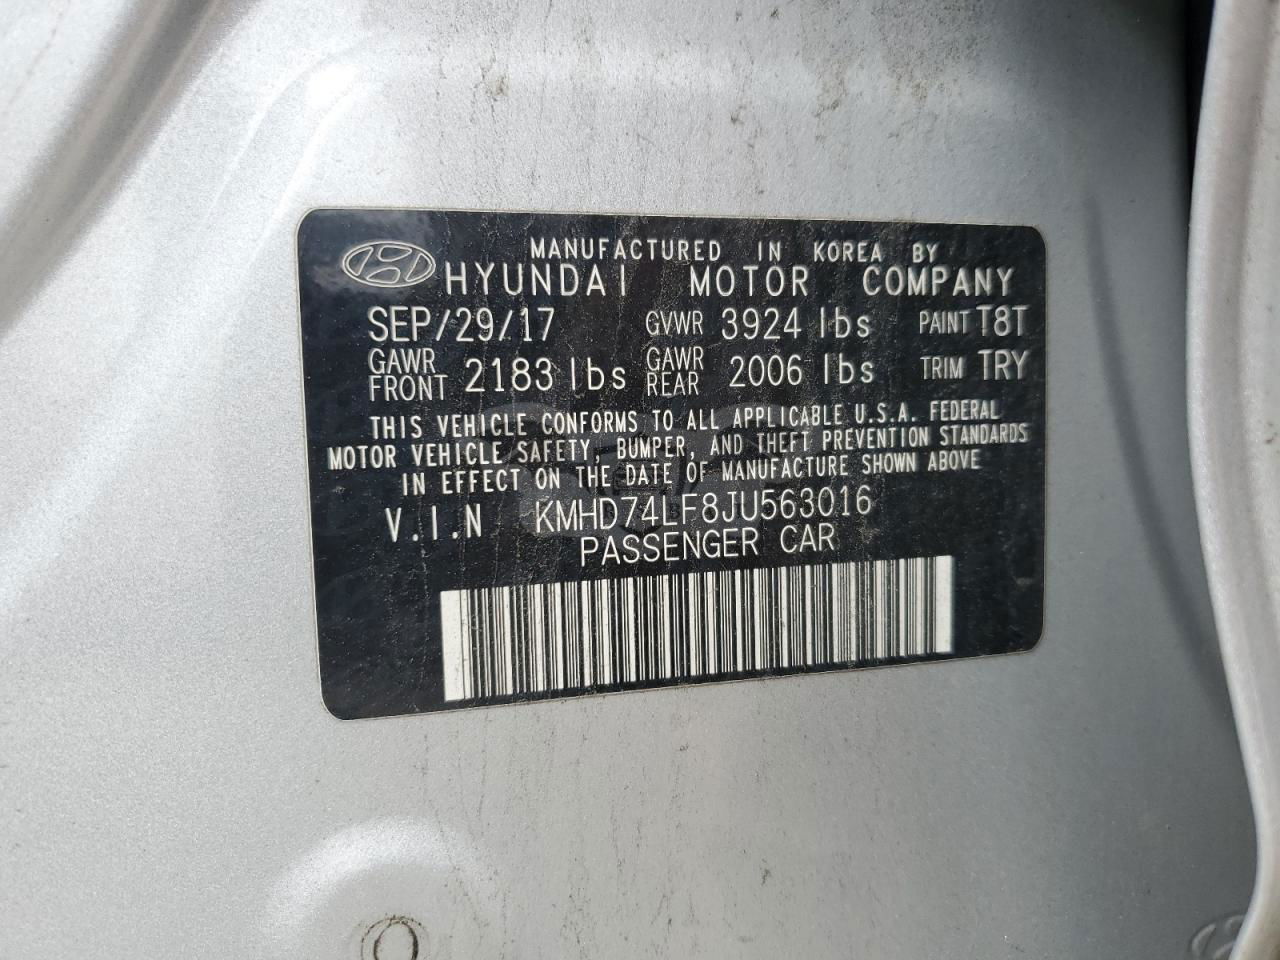 MANUFACTURED IN KOREA BY
HYUNDAI MOTOR COMPANY
SEP/29/17 GVWR 3924 lbs PAINT T8T
GAWR FRONT 2183 lbs GAWR REAR 2006 lbs TRIM TRY
THIS VEHICLE CONFORMS TO ALL APPLICABLE U.S.A. FEDERAL
MOTOR VEHICLE SAFETY, BUMPER, AND THEFT PREVENTION STANDARDS
IN EFFECT ON THE DATE OF MANUFACTURE SHOWN ABOVE
V.I.N KMHD74LF8JU563016
PASSENGER CAR